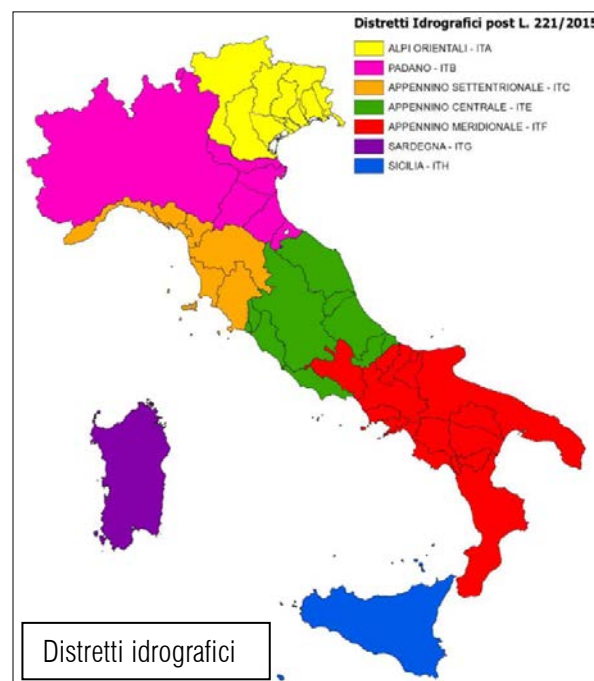 Distretti Idrografici post L. 221/2015
ALPI ORIENTALI - ITA
PADANO - ITB
APPENNINO SETTENTRIONALE - ITC
APPENNINO CENTRALE - ITE
APPENNINO MERIDIONALE - ITF
SARDEGNA - ITG
SICILIA - ITH
Distretti idrografici